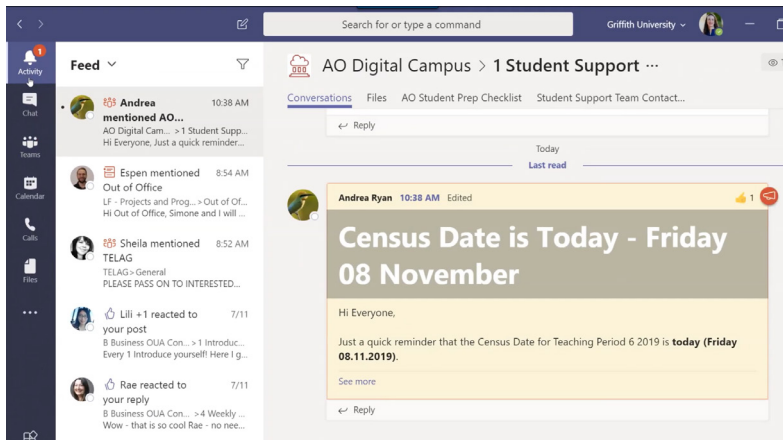 Search for or type a command
Griffith University
1
Activity
Chat
Teams
Calendar
Calls
Files
Feed
Andrea
10:38 AM
mentioned AO...
AO Digital Cam... > 1 Student Supp...
Hi Everyone, Just a quick reminder...
Espen mentioned
8:54 AM
Out of Office
LF - Projects and Prog... > Out of Of...
Hi Out of Office, Simone and I will ...
Sheila mentioned
8:52 AM
TELAG
TELAG > General
PLEASE PASS ON TO INTERESTED...
Lili +1 reacted to
7/11
your post
B Business OUA Con... > 1 Introduc...
Every 1 Introduce yourself! Here I g...
Rae reacted to
7/11
your reply
B Business OUA Con... > 4 Weekly ...
Wow - that is so cool Rae - no nee...
AO Digital Campus > 1 Student Support ...
Conversations Files AO Student Prep Checklist Student Support Team Contact...
Reply
Today
Last read
Andrea Ryan 10:38 AM Edited
1
Census Date is Today - Friday
08 November
Hi Everyone,
Just a quick reminder that the Census Date for Teaching Period 6 2019 is today (Friday
08.11.2019).
See more
Reply